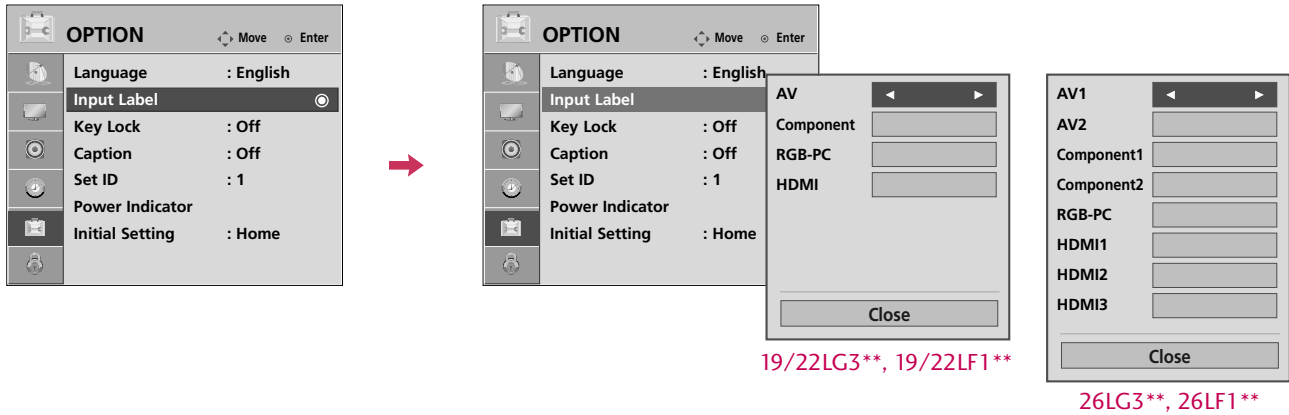 OPTION Move Enter
Language : English
Input Label
Key Lock : Off
Caption : Off
Set ID : 1
Power Indicator
Initial Setting : Home
OPTION Move Enter
Language : English
Input Label
Key Lock : Off
Caption : Off
Set ID : 1
Power Indicator
Initial Setting : Home
AV
Component
RGB-PC
HDMI
Close
19/22LG3**, 19/22LF1**
AV1
AV2
Component1
Component2
RGB-PC
HDMI1
HDMI2
HDMI3
Close
26LG3**, 26LF1**